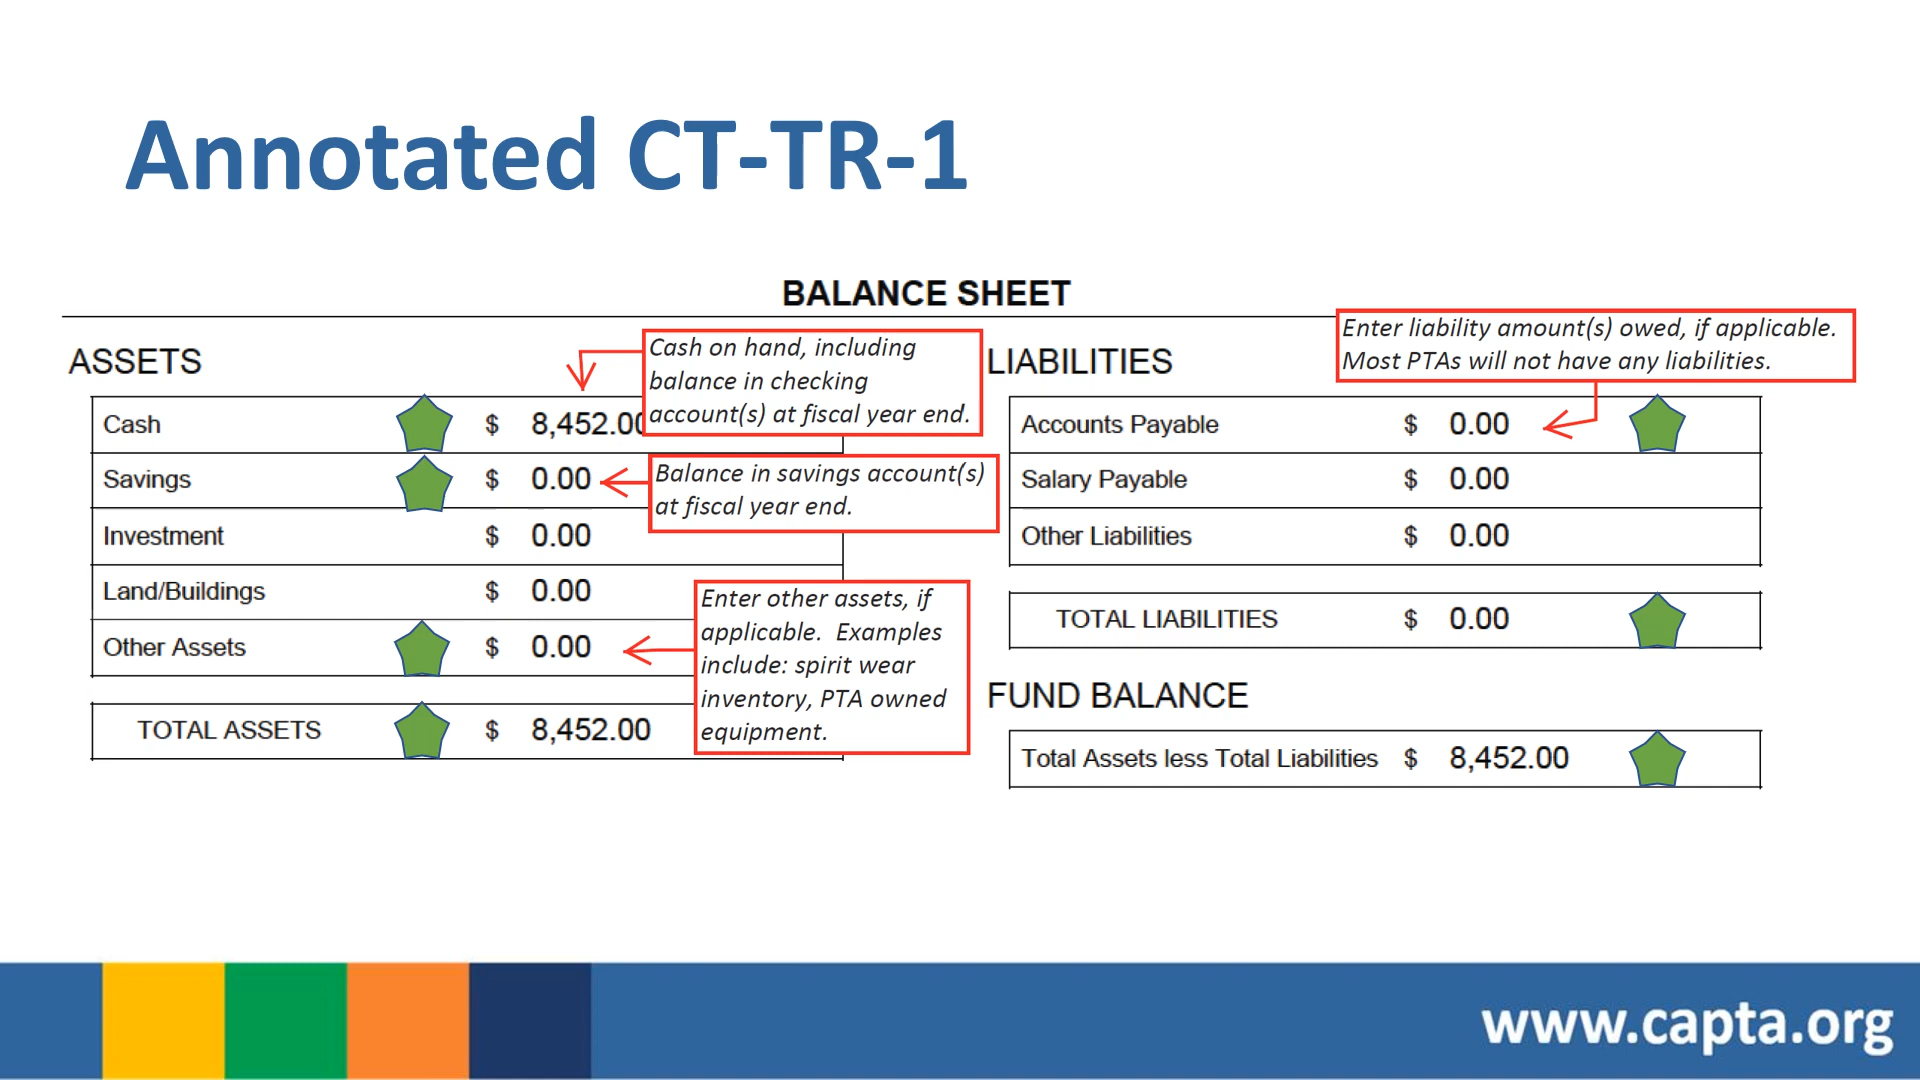 Annotated CT-TR-1
BALANCE SHEET
ASSETS
Cash $ 8,452.00
Cash on hand, including
balance in checking
account(s) at fiscal year end.
Savings $ 0.00
Balance in savings account(s)
at fiscal year end.
Investment $ 0.00
Land/Buildings $ 0.00
Other Assets $ 0.00
Enter other assets, if
applicable. Examples
include: spirit wear
inventory, PTA owned
equipment.
TOTAL ASSETS $ 8,452.00
LIABILITIES
Enter liability amount(s) owed, if applicable.
Most PTAs will not have any liabilities.
Accounts Payable $ 0.00
Salary Payable $ 0.00
Other Liabilities $ 0.00
TOTAL LIABILITIES $ 0.00
FUND BALANCE
Total Assets less Total Liabilities $ 8,452.00
www.capta.org